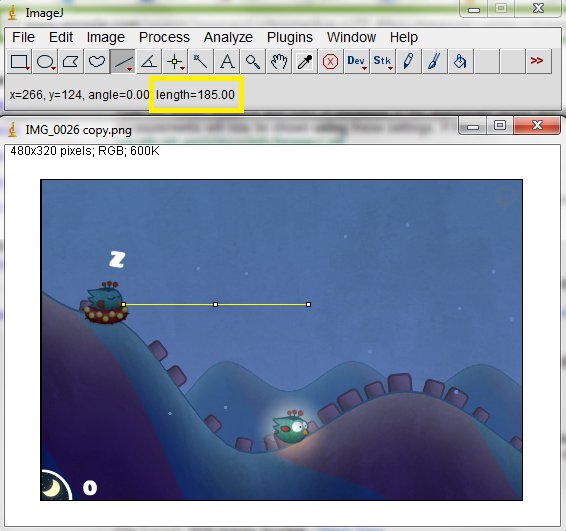 ImageJ
File Edit Image Process Analyze Plugins Window Help
A Dev Stk >>
x=266, y=124, angle=0.00, length=185.00
IMG_0026 copy.png
480x320 pixels; RGB; 600K
z
0